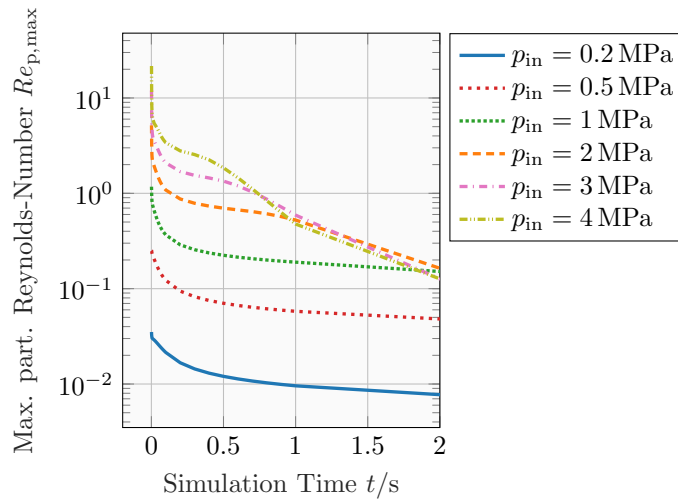 Max. part. Reynolds-Number Re_p,max
10^1
10^0
10^−1
10^−2
0 0.5 1 1.5 2
Simulation Time t/s
p_in = 0.2 MPa
p_in = 0.5 MPa
p_in = 1 MPa
p_in = 2 MPa
p_in = 3 MPa
p_in = 4 MPa